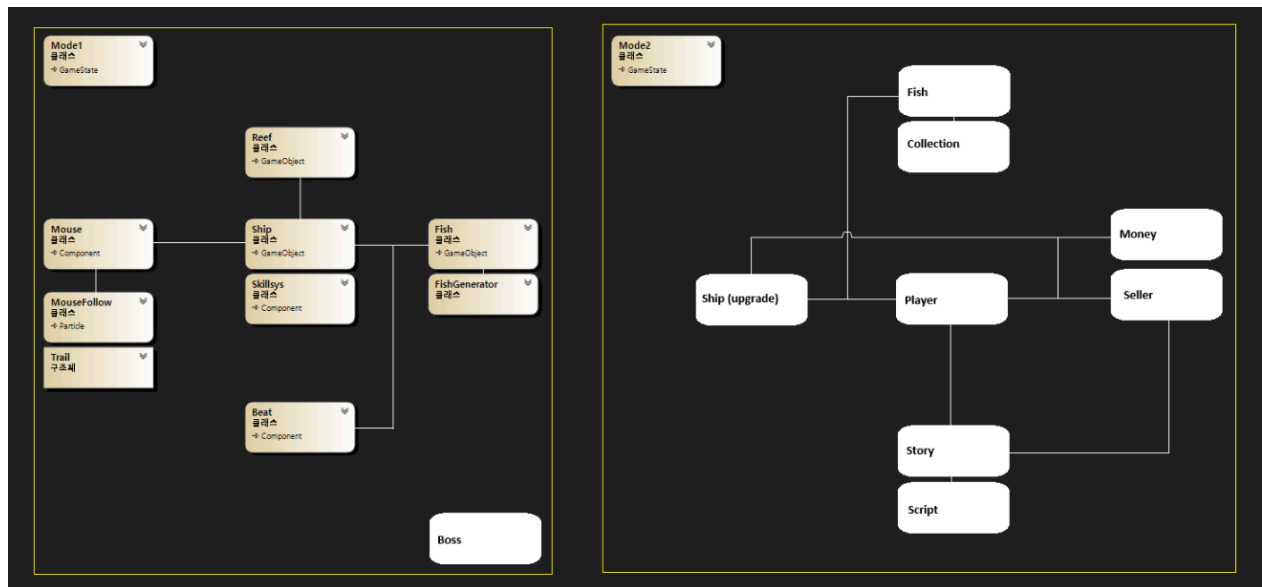 Mode1
클래스
→ GameState
Reef
클래스
→ GameObject
Mouse
클래스
→ Component
Ship
클래스
→ GameObject
Fish
클래스
→ GameObject
Skillsys
클래스
→ Component
FishGenerator
클래스
MouseFollow
클래스
→ Particle
Trail
구조체
Beat
클래스
→ Component
Boss
Mode2
클래스
→ GameState
Fish
Collection
Money
Ship (upgrade)
Player
Seller
Story
Script